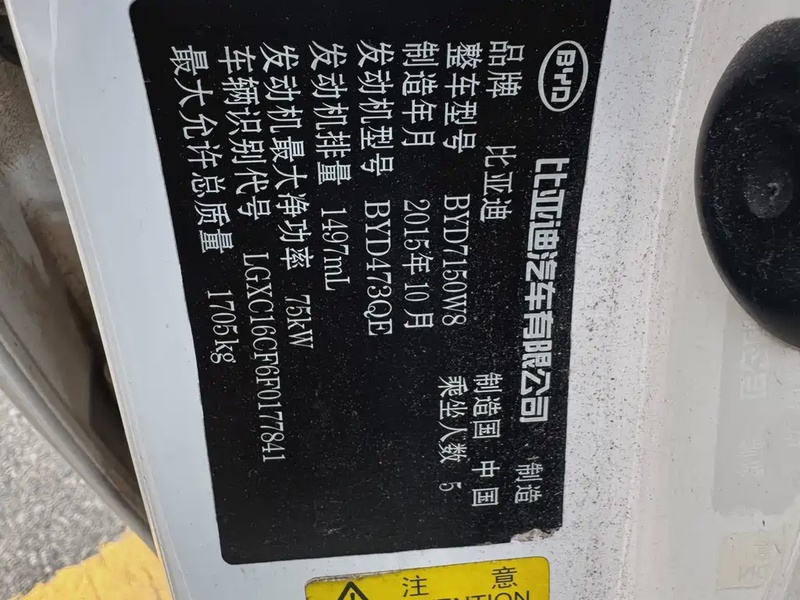 BYD 比亚迪汽车有限公司 制造
品牌 比亚迪 制造国 中国
整车型号 BYD7150W8 乘坐人数 5
制造年月 2015年10月
发动机型号 BYD473QE
发动机排量 1497mL
发动机最大净功率 75kW
车辆识别代号 LGXC16CF6F0177841
最大允许总质量 1705kg
注 意